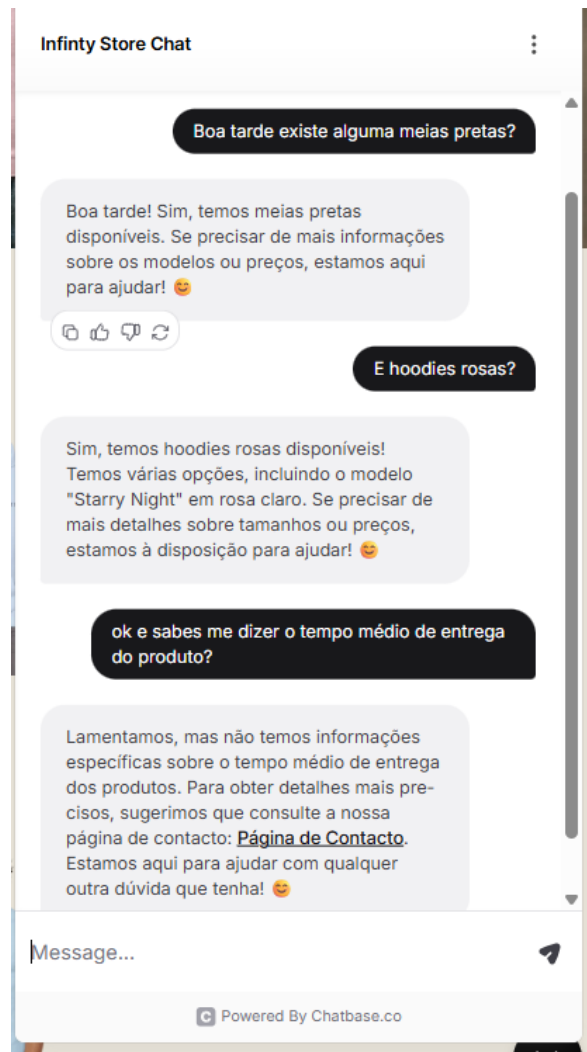 Infinty Store Chat
Boa tarde existe alguma meias pretas?
Boa tarde! Sim, temos meias pretas
disponíveis. Se precisar de mais informações
sobre os modelos ou preços, estamos aqui
para ajudar! 😊
E hoodies rosas?
Sim, temos hoodies rosas disponíveis!
Temos várias opções, incluindo o modelo
"Starry Night" em rosa claro. Se precisar de
mais detalhes sobre tamanhos ou preços,
estamos à disposição para ajudar! 😊
ok e sabes me dizer o tempo médio de entrega
do produto?
Lamentamos, mas não temos informações
específicas sobre o tempo médio de entrega
dos produtos. Para obter detalhes mais pre-
cisos, sugerimos que consulte a nossa
página de contacto: Página de Contacto.
Estamos aqui para ajudar com qualquer
outra dúvida que tenha! 😊
Message...
C Powered By Chatbase.co